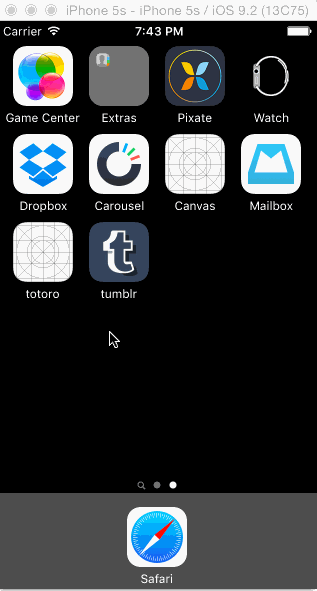 iPhone 5s - iPhone 5s / iOS 9.2 (13C75)
Carrier 7:43 PM
Game Center Extras Pixate Watch
Dropbox Carousel Canvas Mailbox
totoro tumblr
Safari